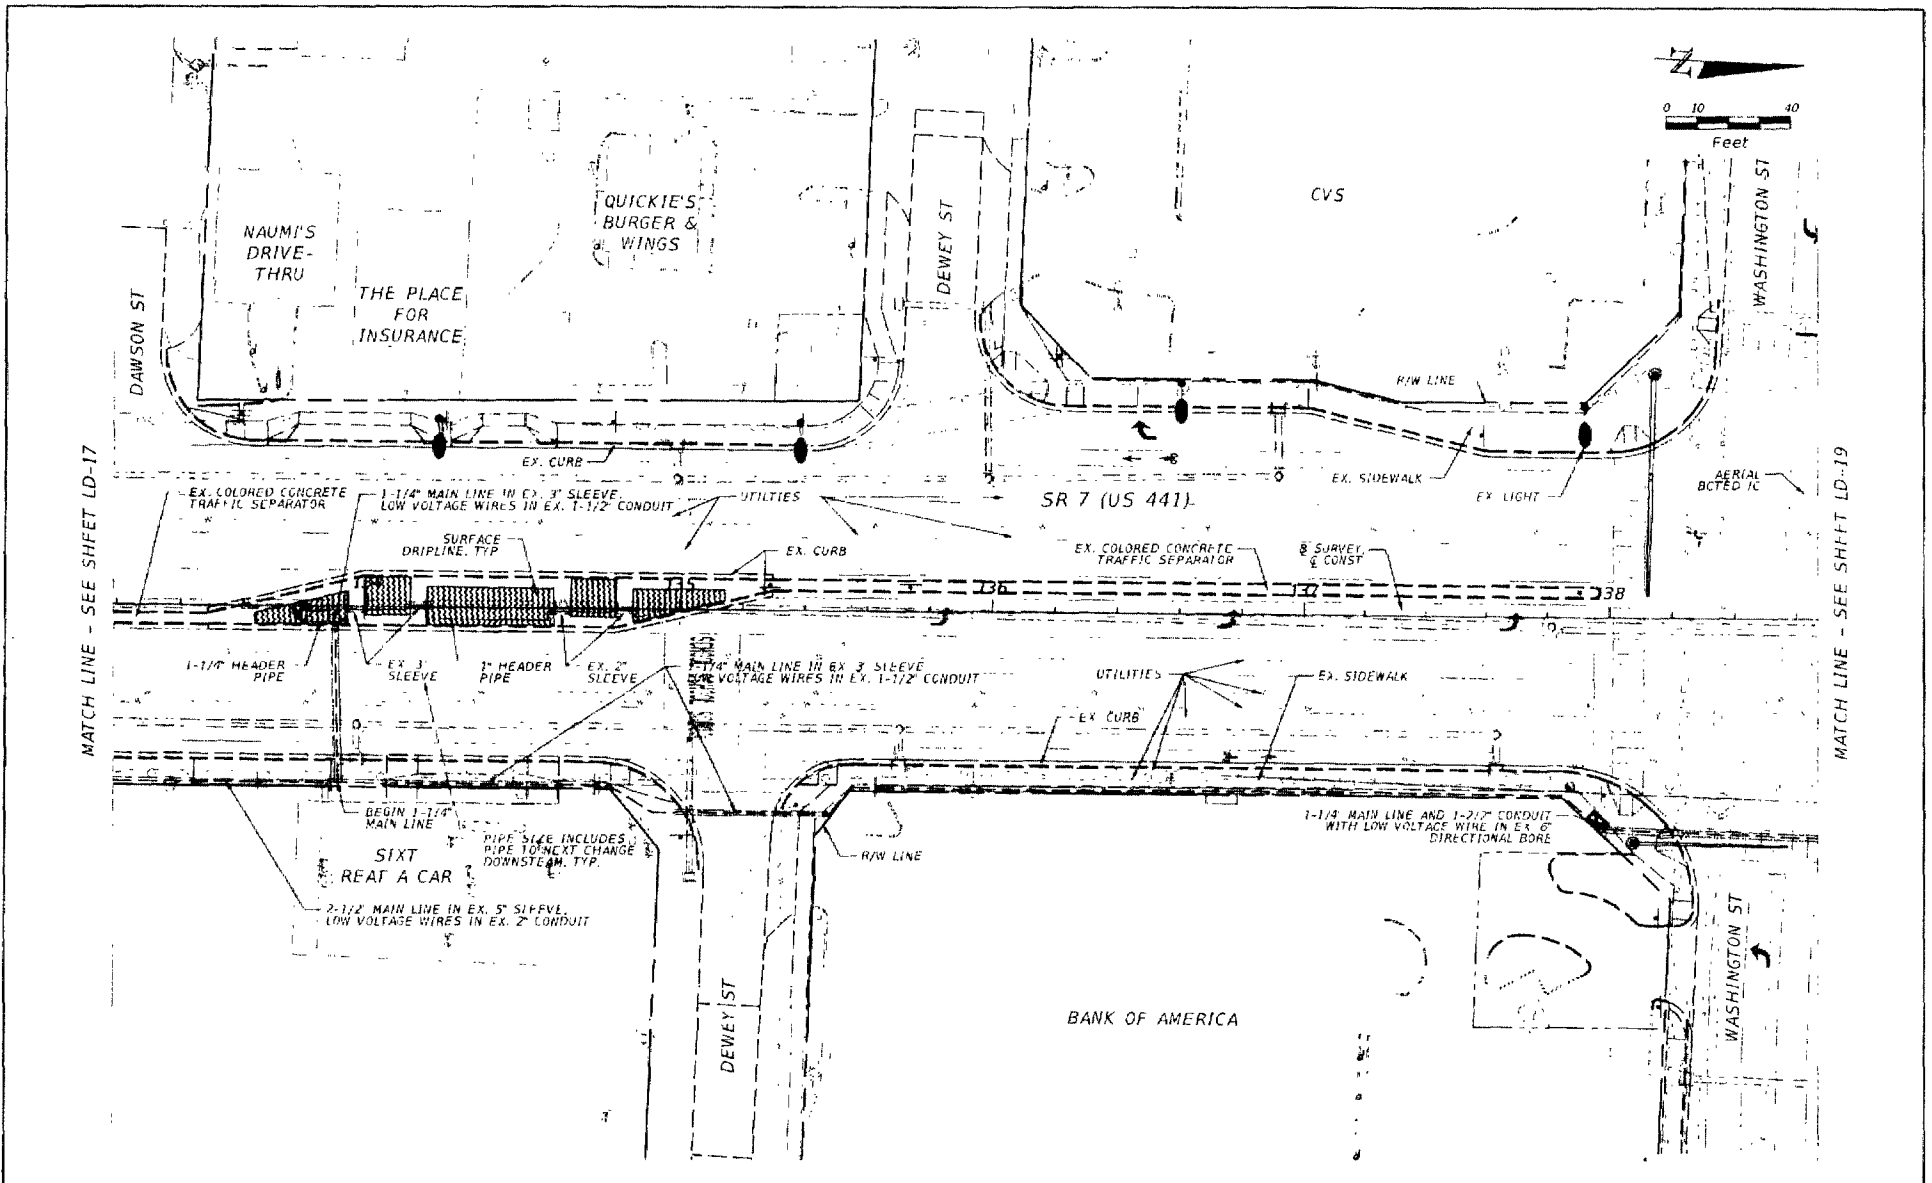 N
0 10 40
Feet
CVS
WASHINGTON ST
NAUMI'S
DRIVE-
THRU
THE PLACE
FOR
INSURANCE
QUICKIE'S
BURGER &
WINGS
DEWEY ST
DAWSON ST
R/W LINE
EX. CURB
EX. SIDEWALK
EX LIGHT
AERIAL
MATCH LINE - SEE SHEET LD-17
MATCH LINE - SEE SHEET LD-19
EX. COLORED CONCRETE
TRAFFIC SEPARATOR
1-1/4" MAIN LINE IN EX. 3" SLEEVE,
LOW VOLTAGE WIRES IN EX. 1-1/2" CONDUIT
UTILTIES
SR 7 (US 441)
SURFACE
DRIPLINE, TYP
EX. CURB
EX. COLORED CONCRETE
TRAFFIC SEPARATOR
SURVEY,
CONST
134 135 136 137 138
1-1/4" HEADER
PIPE
EX. 3"
SLEEVE
1" HEADER
PIPE
EX. 2"
SLEEVE
1-1/4" MAIN LINE IN EX 3" SLEEVE,
LOW VOLTAGE WIRES IN EX. 1-1/2" CONDUIT
UTILITIES
EX. SIDEWALK
EX CURB
BEGIN 1-1/4"
MAIN LINE
PIPE SIZE INCLUDES
PIPE TO NEXT CHANGE
DOWNSTEAM, TYP.
SIXT
REAT A CAR
R/W LINE
1-1/4" MAIN LINE AND 1-2/2" CONDUIT
WITH LOW VOLTAGE WIRE IN EX 6"
DIRECTIONAL BORE
2-1/2" MAIN LINE IN EX. 5" SLEEVE,
LOW VOLTAGE WIRES IN EX. 2" CONDUIT
DEWEY ST
BANK OF AMERICA
WASHINGTON ST